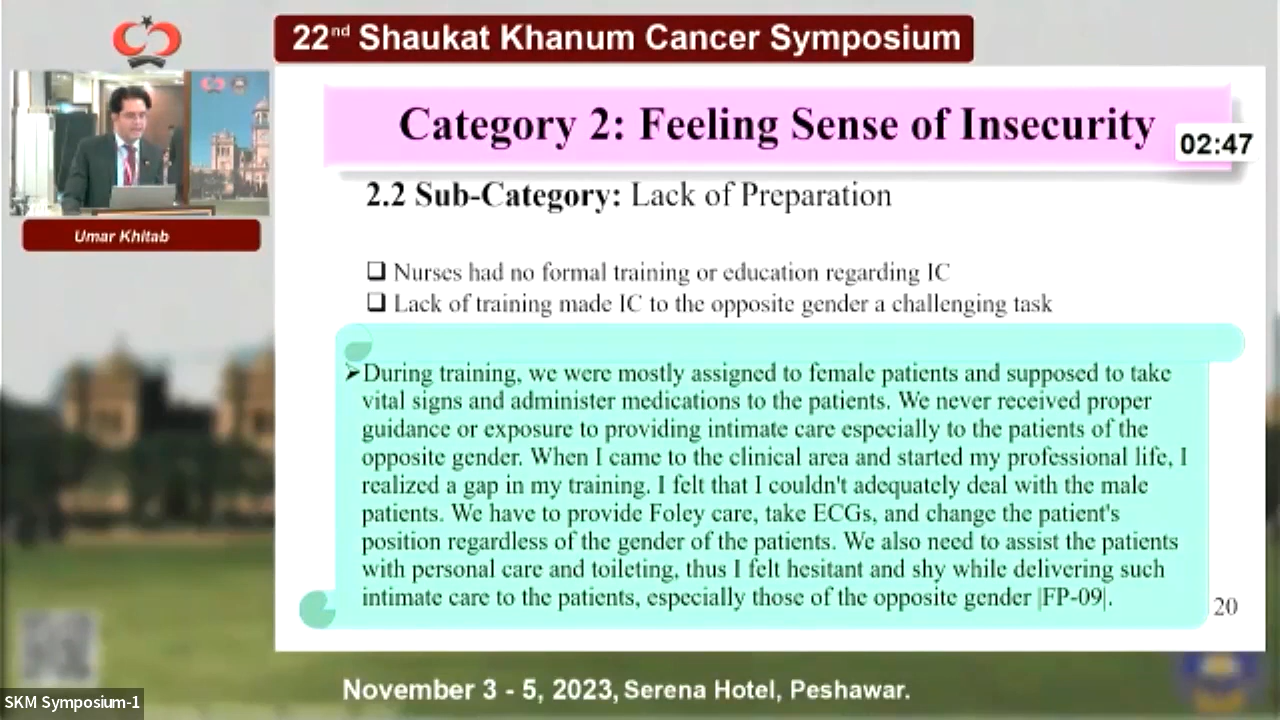 22nd Shaukat Khanum Cancer Symposium
Category 2: Feeling Sense of Insecurity
02:47
2.2 Sub-Category: Lack of Preparation
Umar Khitab
❑ Nurses had no formal training or education regarding IC
❑ Lack of training made IC to the opposite gender a challenging task
➤During training, we were mostly assigned to female patients and supposed to take
vital signs and administer medications to the patients. We never received proper
guidance or exposure to providing intimate care especially to the patients of the
opposite gender. When I came to the clinical area and started my professional life, I
realized a gap in my training. I felt that I couldn't adequately deal with the male
patients. We have to provide Foley care, take ECGs, and change the patient's
position regardless of the gender of the patients. We also need to assist the patients
with personal care and toileting, thus I felt hesitant and shy while delivering such
intimate care to the patients, especially those of the opposite gender |FP-09|.
20
November 3 - 5, 2023, Serena Hotel, Peshawar.
SKM Symposium-1